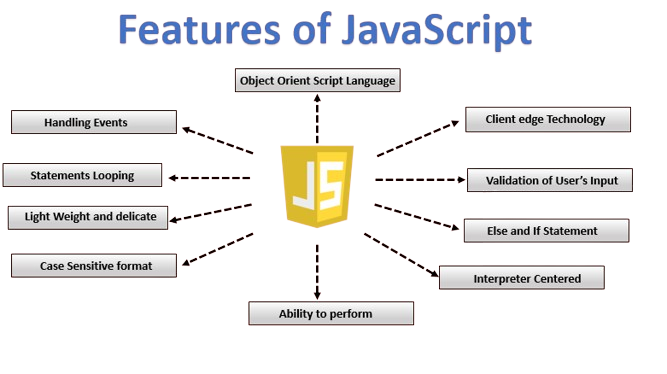 Features of JavaScript
Object Orient Script Language
Handling Events
Client edge Technology
Statements Looping
Validation of User's Input
JS
Light Weight and delicate
Else and If Statement
Case Sensitive format
Interpreter Centered
Ability to perform